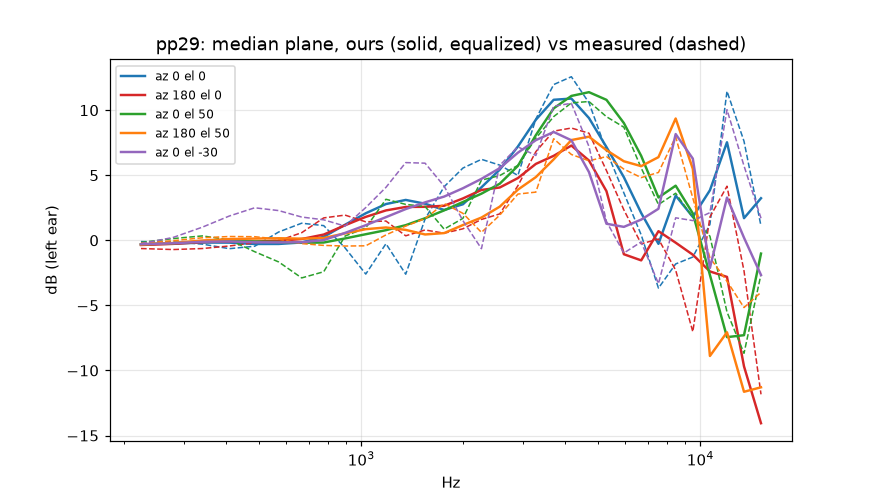 pp29: median plane, ours (solid, equalized) vs measured (dashed)
az 0 el 0
az 180 el 0
az 0 el 50
az 180 el 50
az 0 el -30
10
5
0
−5
−10
−15
dB (left ear)
10³
10⁴
Hz